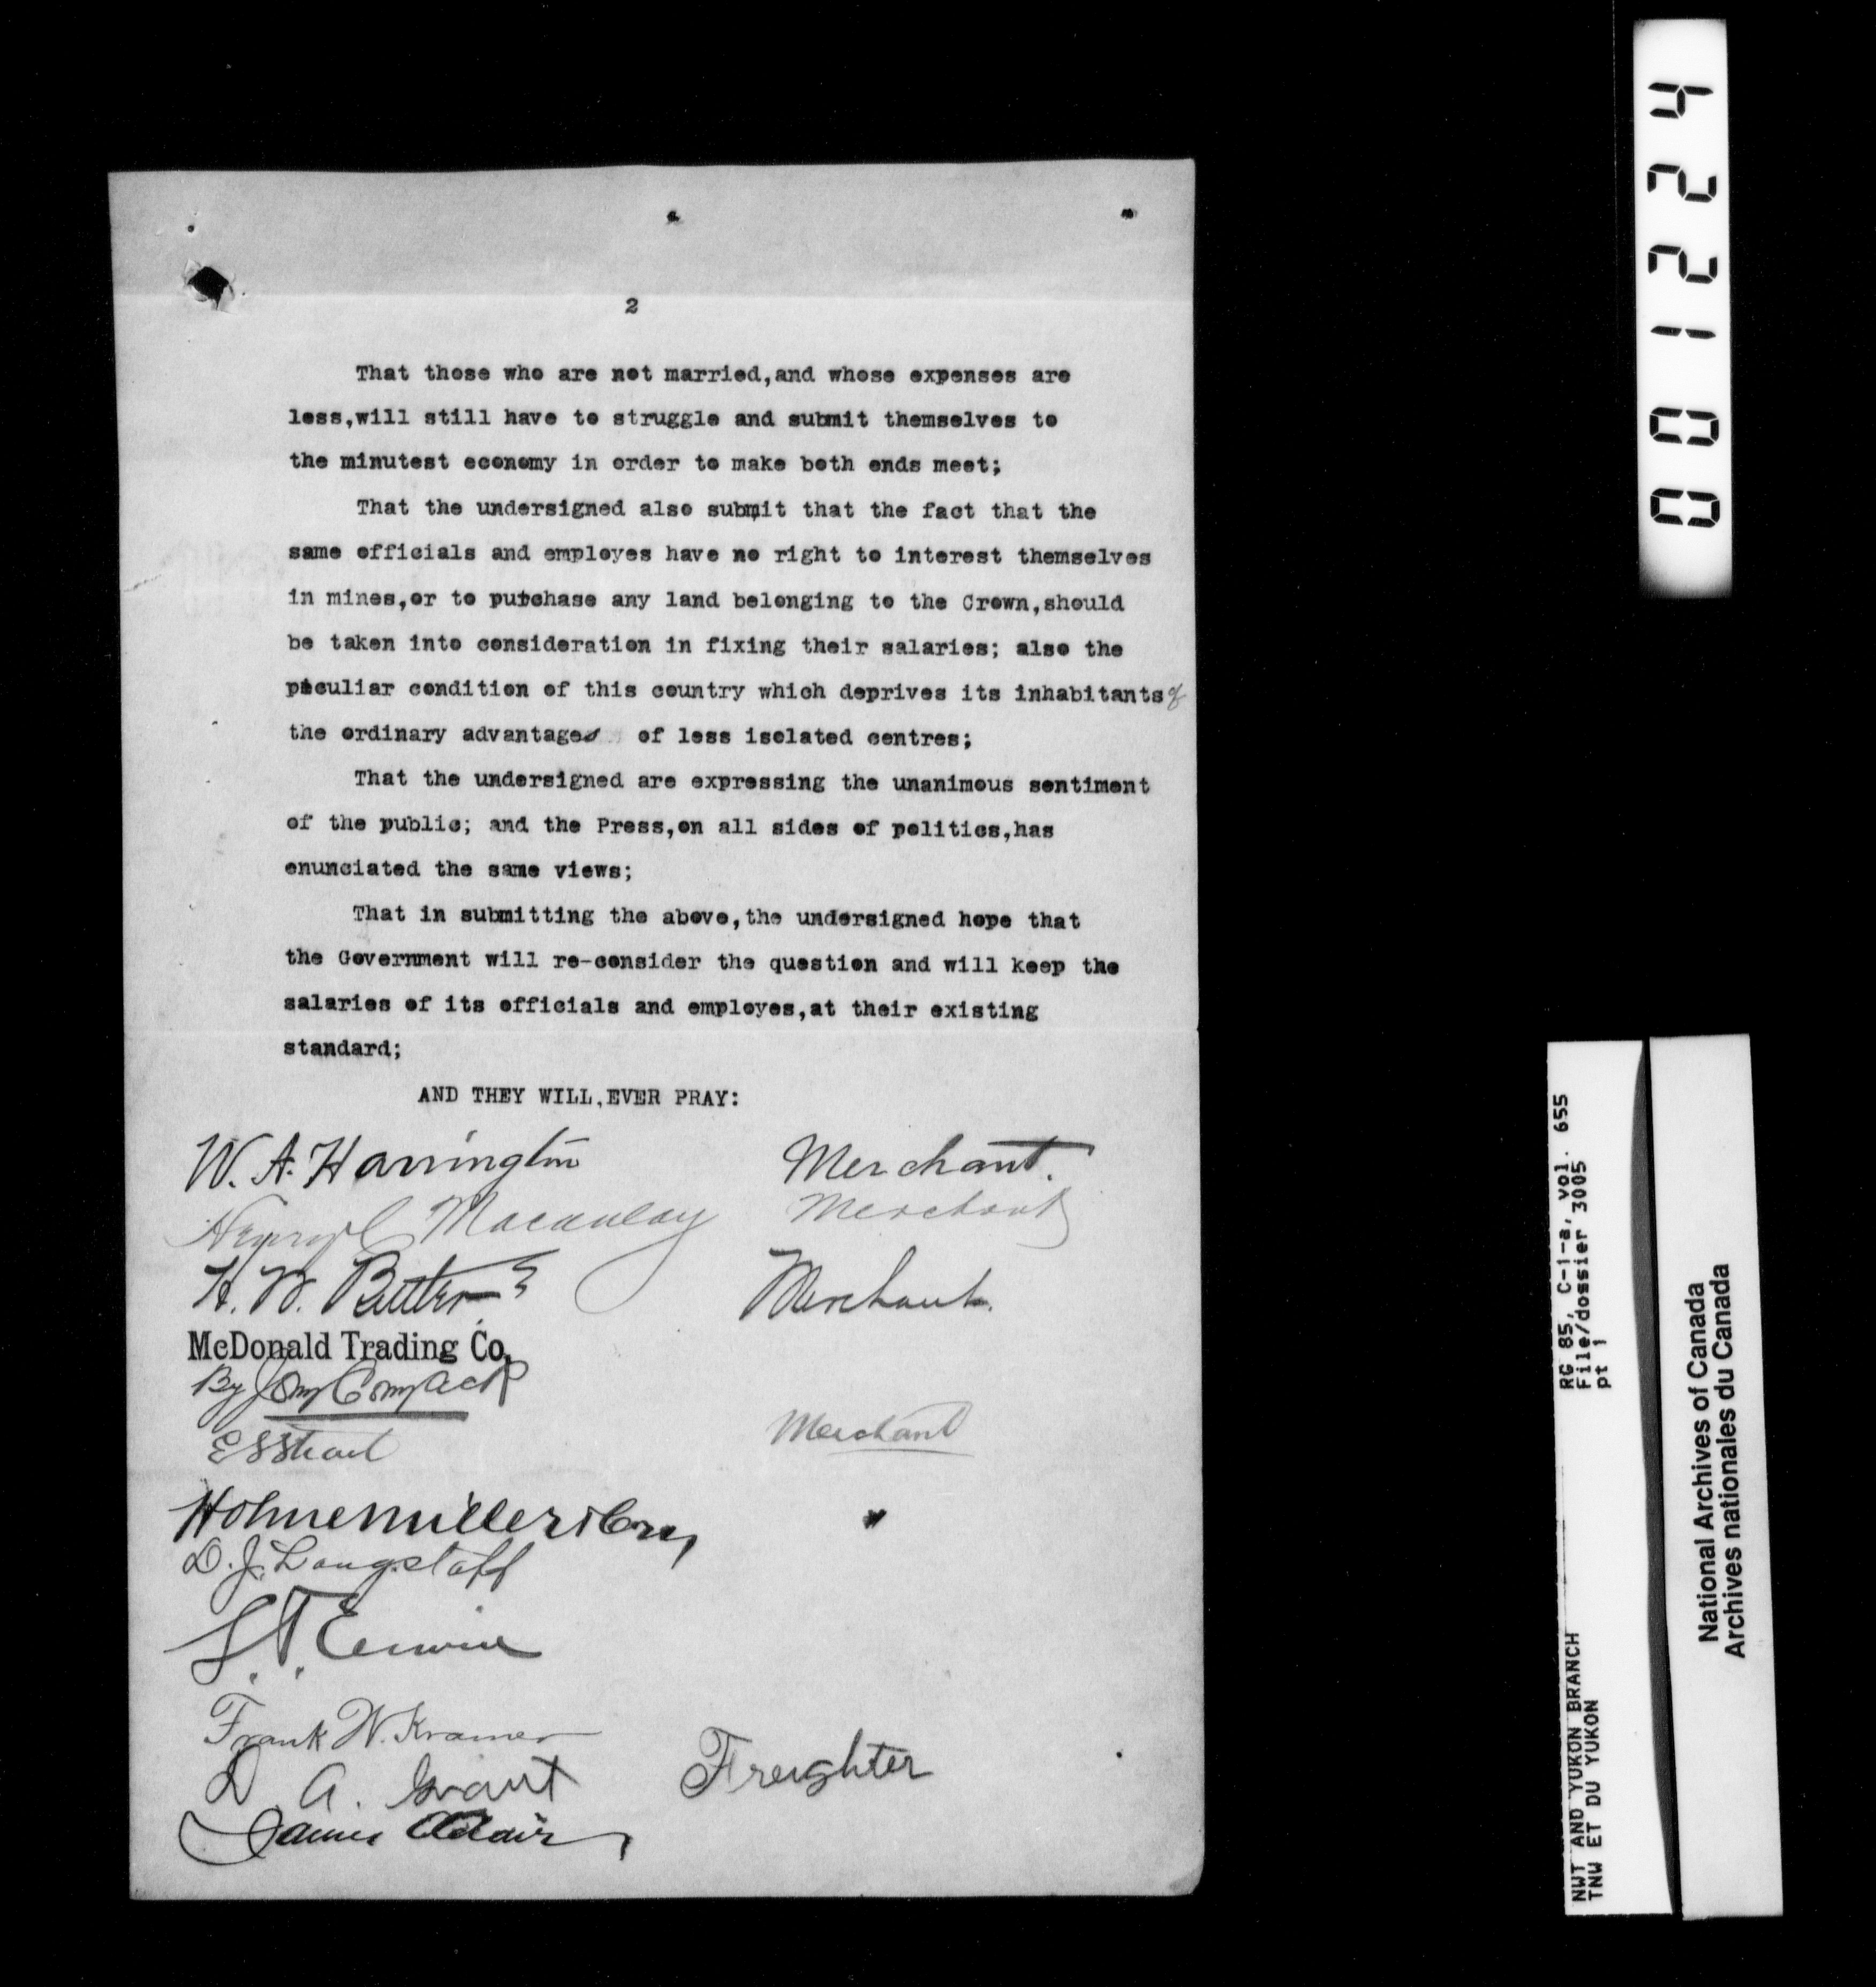 2
That those who are not married,and whose expenses are
less,will still have to struggle and submit themselves to
the minutest economy in order to make both ends meet;
That the undersigned also submit that the fact that the
same officials and employes have no right to interest themselves
in mines,or to putchase any land belonging to the Crown,should
be taken into consideration in fixing their salaries; also the
peculiar condition of this country which deprives its inhabitants of
the ordinary advantages of less isolated centres;
That the undersigned are expressing the unanimous sentiment
of the public; and the Press,on all sides of politics,has
enunciated the same views;
That in submitting the above,the undersigned hope that
the Government will re-consider the question and will keep the
salaries of its officials and employes,at their existing
standard;
AND THEY WILL,EVER PRAY:
W. A. Harrington Merchant.
Macaulay Merchant
H. W. Merchant.
McDonald Trading Co.
By
E S Strait Merchant
Holme Miller & Co "
D. J. Langstaff
Frank W. Kramer
D. A. Grant Freighter
James Adair
001224
RG 85, C-1-a, vol. 655
File/dossier 3005
pt 1
NWT AND YUKON BRANCH
TNW ET DU YUKON
National Archives of Canada
Archives nationales du Canada